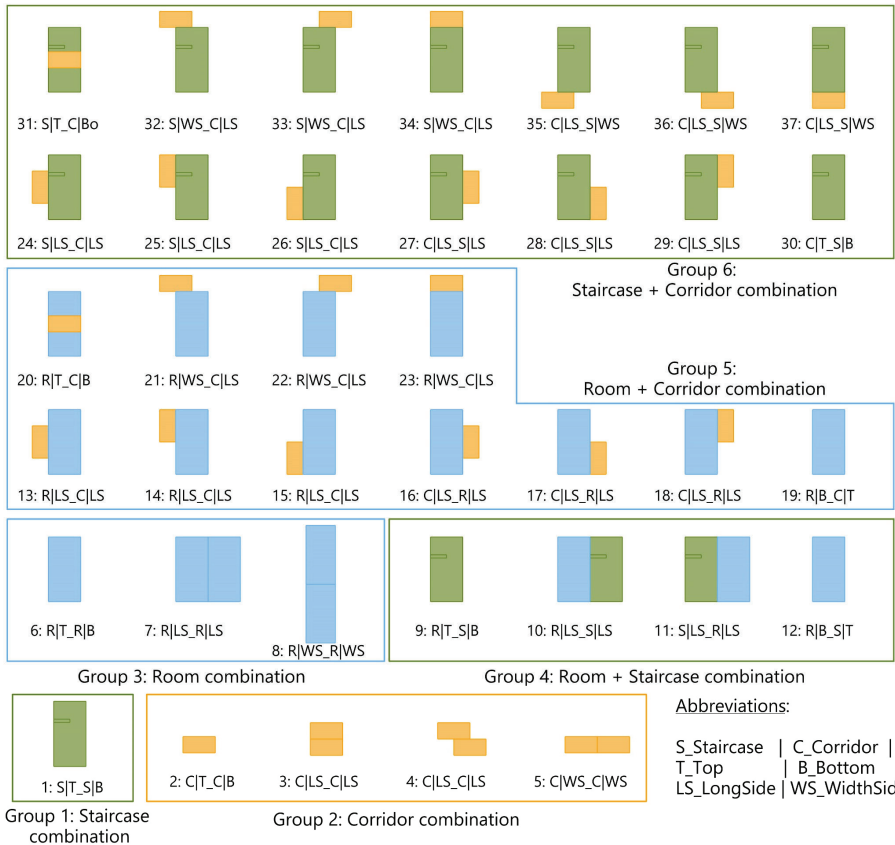 31: S|T_C|Bo
32: S|WS_C|LS
33: S|WS_C|LS
34: S|WS_C|LS
35: C|LS_S|WS
36: C|LS_S|WS
37: C|LS_S|WS
24: S|LS_C|LS
25: S|LS_C|LS
26: S|LS_C|LS
27: C|LS_S|LS
28: C|LS_S|LS
29: C|LS_S|LS
30: C|T_S|B
Group 6:
Staircase + Corridor combination
20: R|T_C|B
21: R|WS_C|LS
22: R|WS_C|LS
23: R|WS_C|LS
Group 5:
Room + Corridor combination
13: R|LS_C|LS
14: R|LS_C|LS
15: R|LS_C|LS
16: C|LS_R|LS
17: C|LS_R|LS
18: C|LS_R|LS
19: R|B_C|T
6: R|T_R|B
7: R|LS_R|LS
8: R|WS_R|WS
9: R|T_S|B
10: R|LS_S|LS
11: S|LS_R|LS
12: R|B_S|T
Group 3: Room combination
Group 4: Room + Staircase combination
1: S|T_S|B
2: C|T_C|B
3: C|LS_C|LS
4: C|LS_C|LS
5: C|WS_C|WS
Group 1: Staircase
combination
Group 2: Corridor combination
Abbreviations:
S_Staircase | C_Corridor |
T_Top | B_Bottom
LS_LongSide | WS_WidthSid